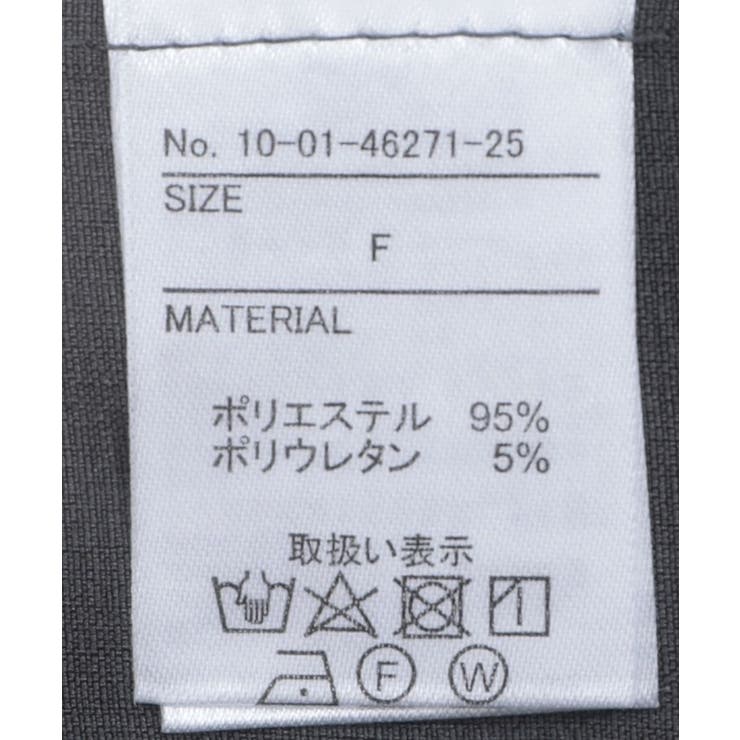 No. 10-01-46271-25
SIZE
F
MATERIAL
ポリエステル 95%
ポリウレタン 5%
取扱い表示
F W